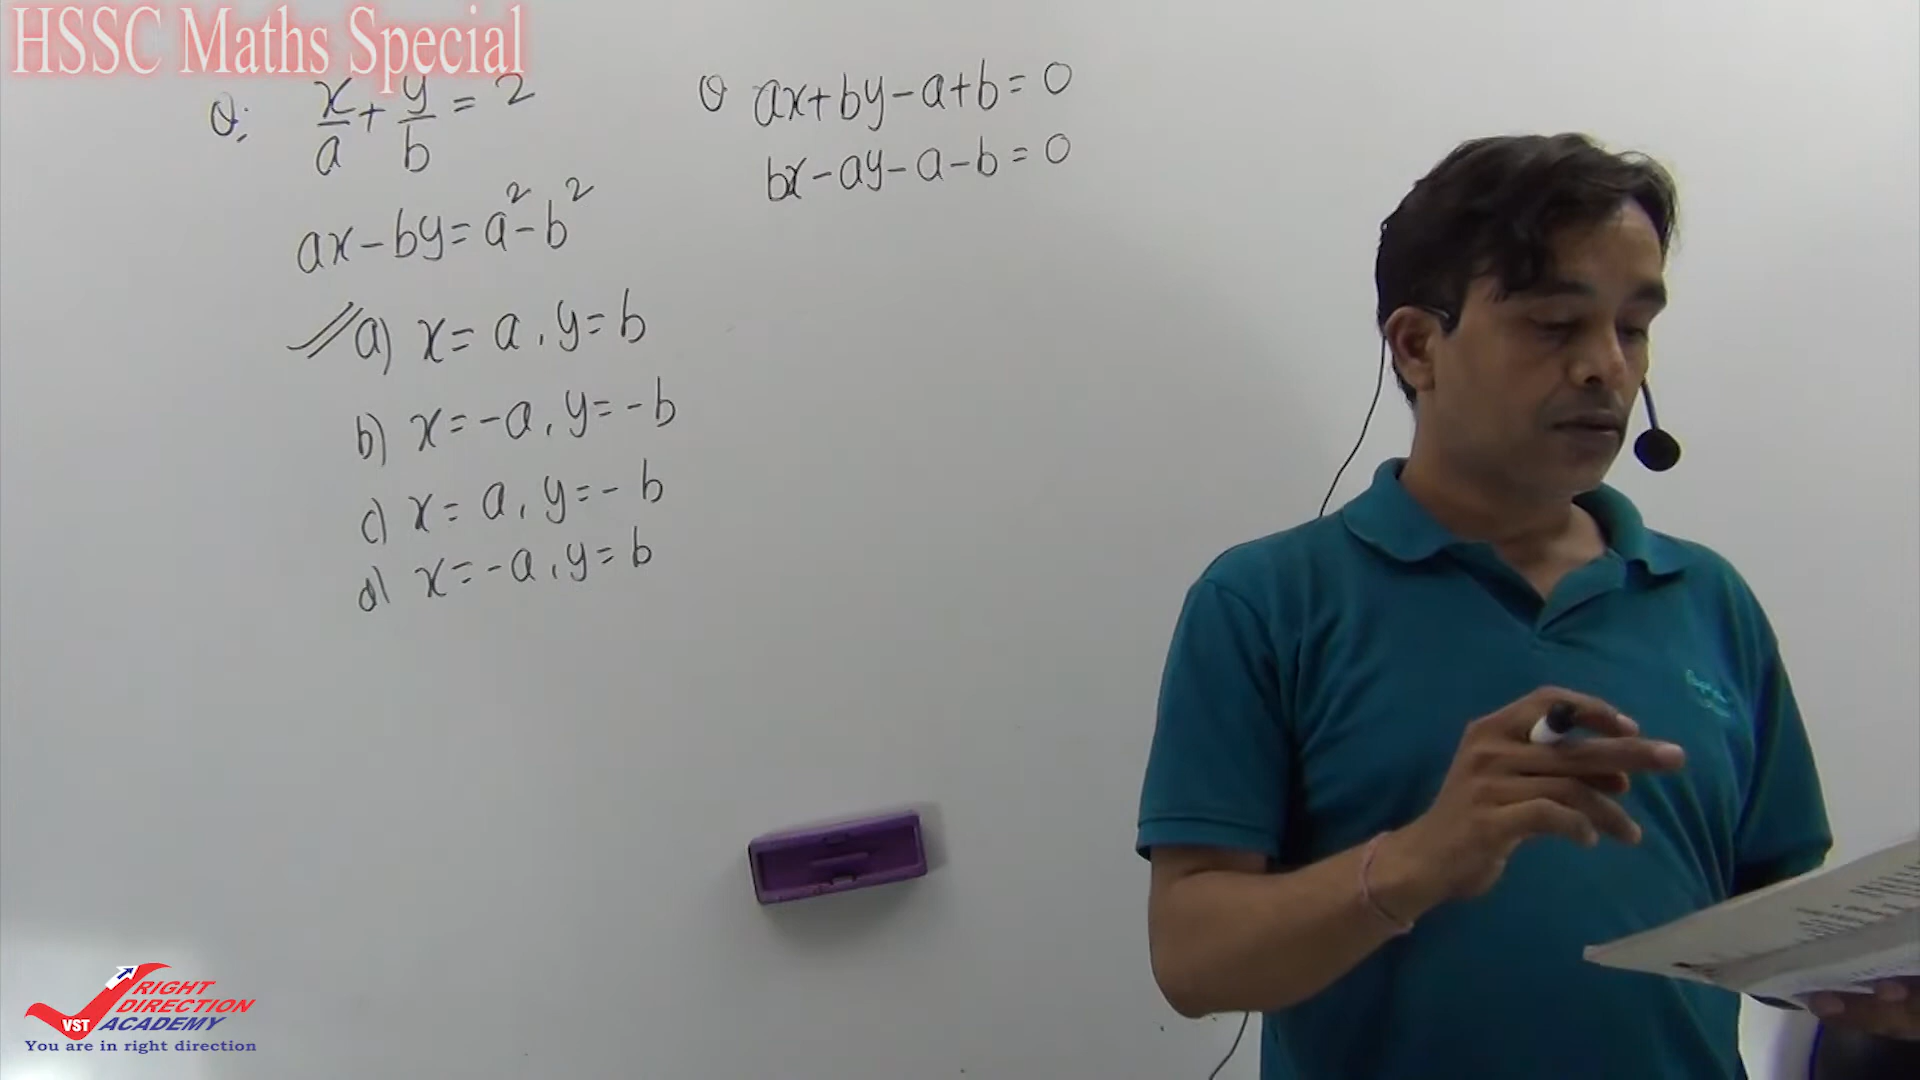 HSSC Maths Special
Q; x/a + y/b = 2
ax - by = a² - b²
a) x = a, y = b
b) x = -a, y = -b
c) x = a, y = -b
d) x = -a, y = b
Q ax + by - a + b = 0
bx - ay - a - b = 0
RIGHT
DIRECTION
VST ACADEMY
You are in right direction